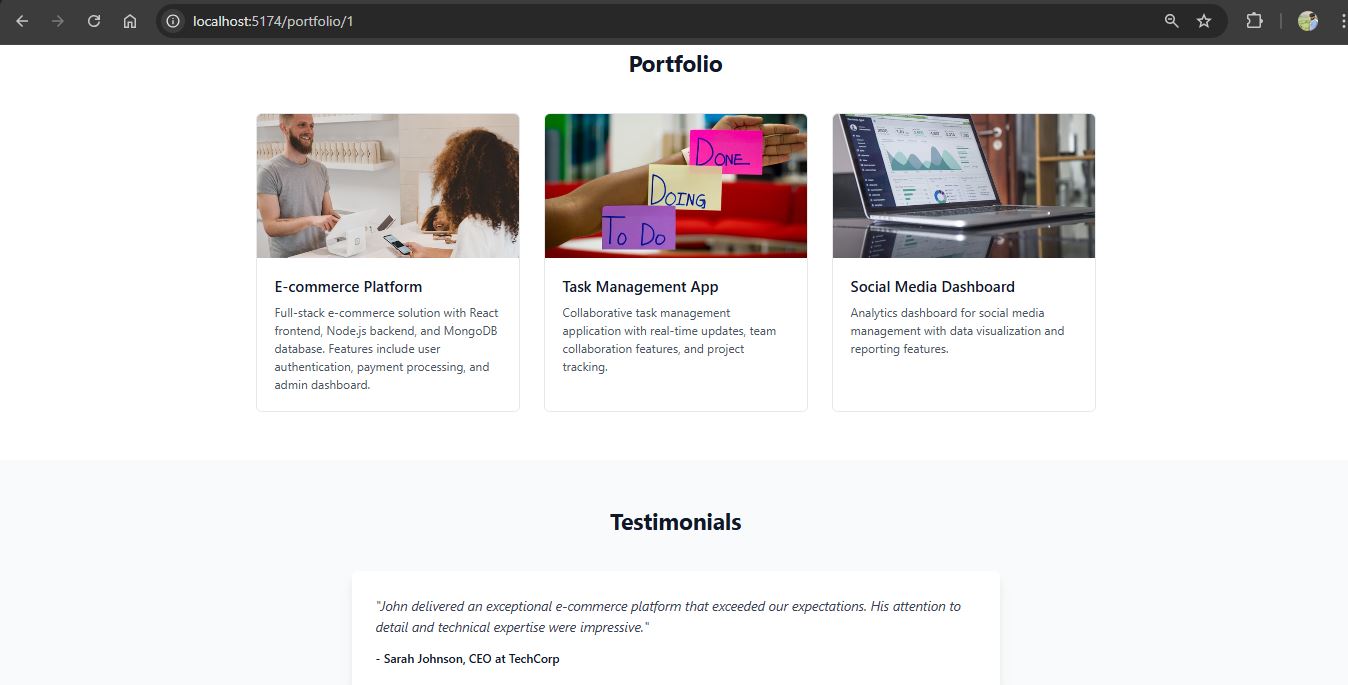 localhost:5174/portfolio/1
Portfolio
DONE
DOING
To Do
E-commerce Platform
Full-stack e-commerce solution with React
frontend, Node.js backend, and MongoDB
database. Features include user
authentication, payment processing, and
admin dashboard.
Task Management App
Collaborative task management
application with real-time updates, team
collaboration features, and project
tracking.
Social Media Dashboard
Analytics dashboard for social media
management with data visualization and
reporting features.
Testimonials
"John delivered an exceptional e-commerce platform that exceeded our expectations. His attention to
detail and technical expertise were impressive."
- Sarah Johnson, CEO at TechCorp